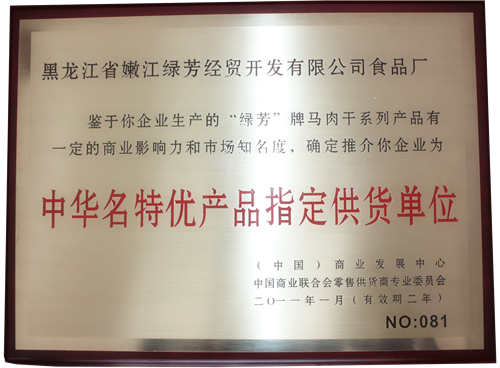 黑龙江省嫩江绿芳经贸开发有限公司食品厂
鉴于你企业生产的“绿芳”牌马肉干系列产品有
一定的商业影响力和市场知名度，确定推介你企业为
中华名特优产品指定供货单位
（中国）商业发展中心
中国商业联合会零售供货商专业委员会
二〇一一年一月（有效期二年）
NO:081